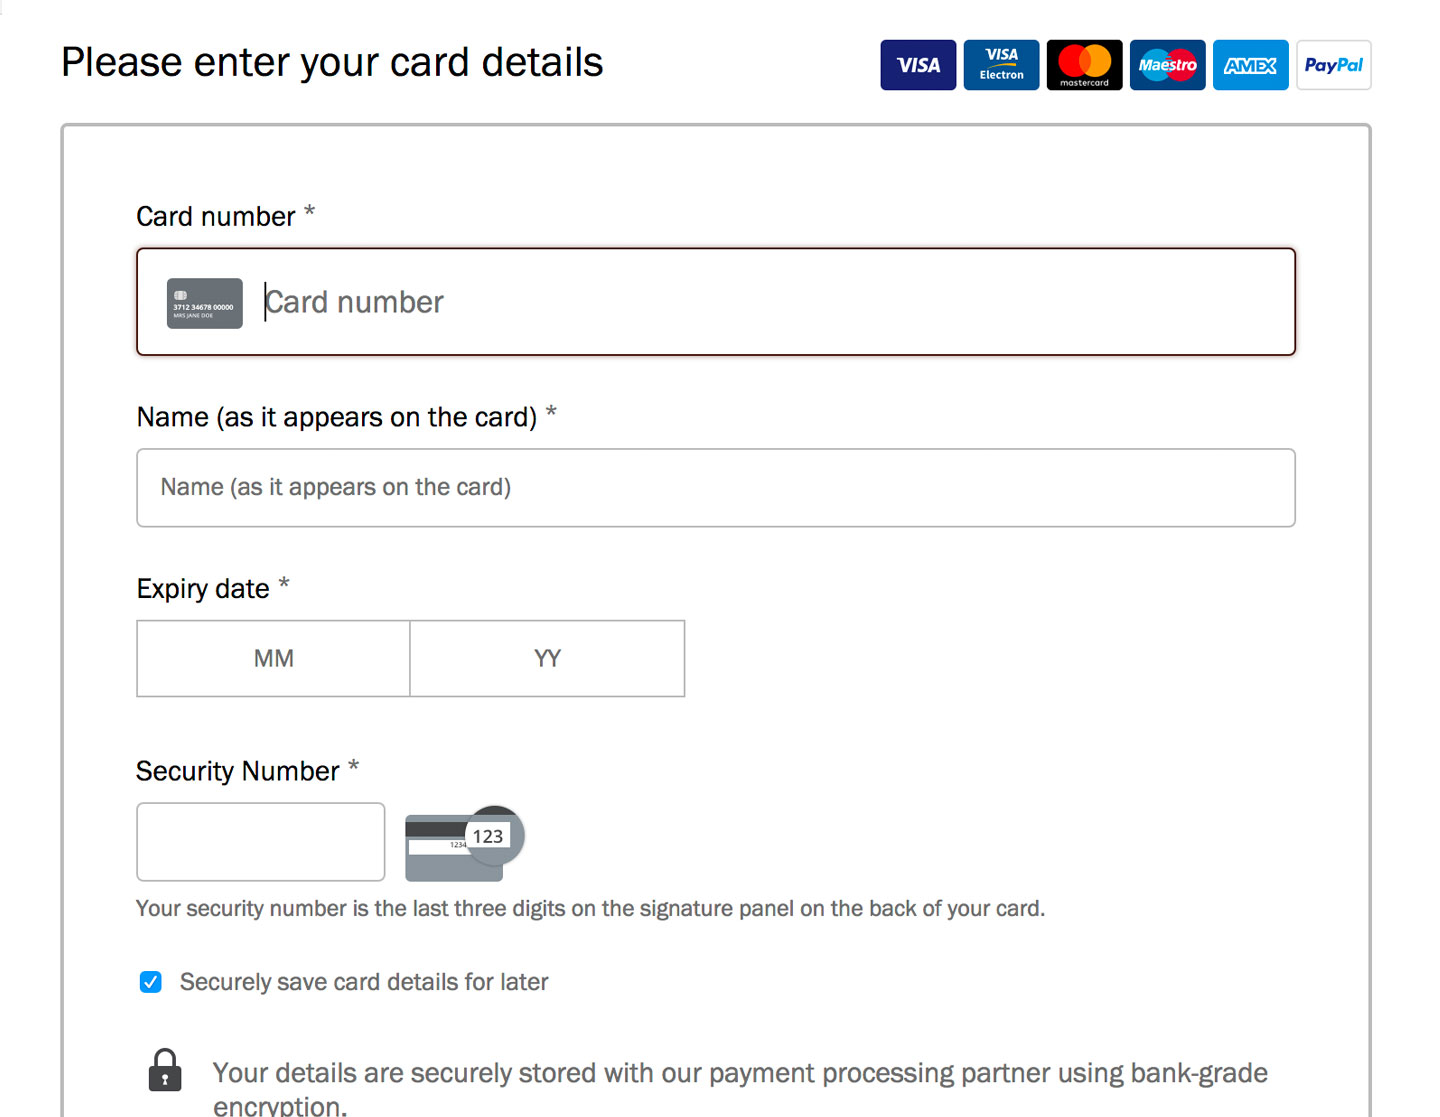 Please enter your card details
VISA
VISA
Electron
mastercard
Maestro
AMEX
PayPal
Card number *
3712 34678 00000
MRS JANE DOE
Card number
Name (as it appears on the card) *
Name (as it appears on the card)
Expiry date *
MM YY
Security Number *
1234
123
Your security number is the last three digits on the signature panel on the back of your card.
Securely save card details for later
Your details are securely stored with our payment processing partner using bank-grade
encryption.